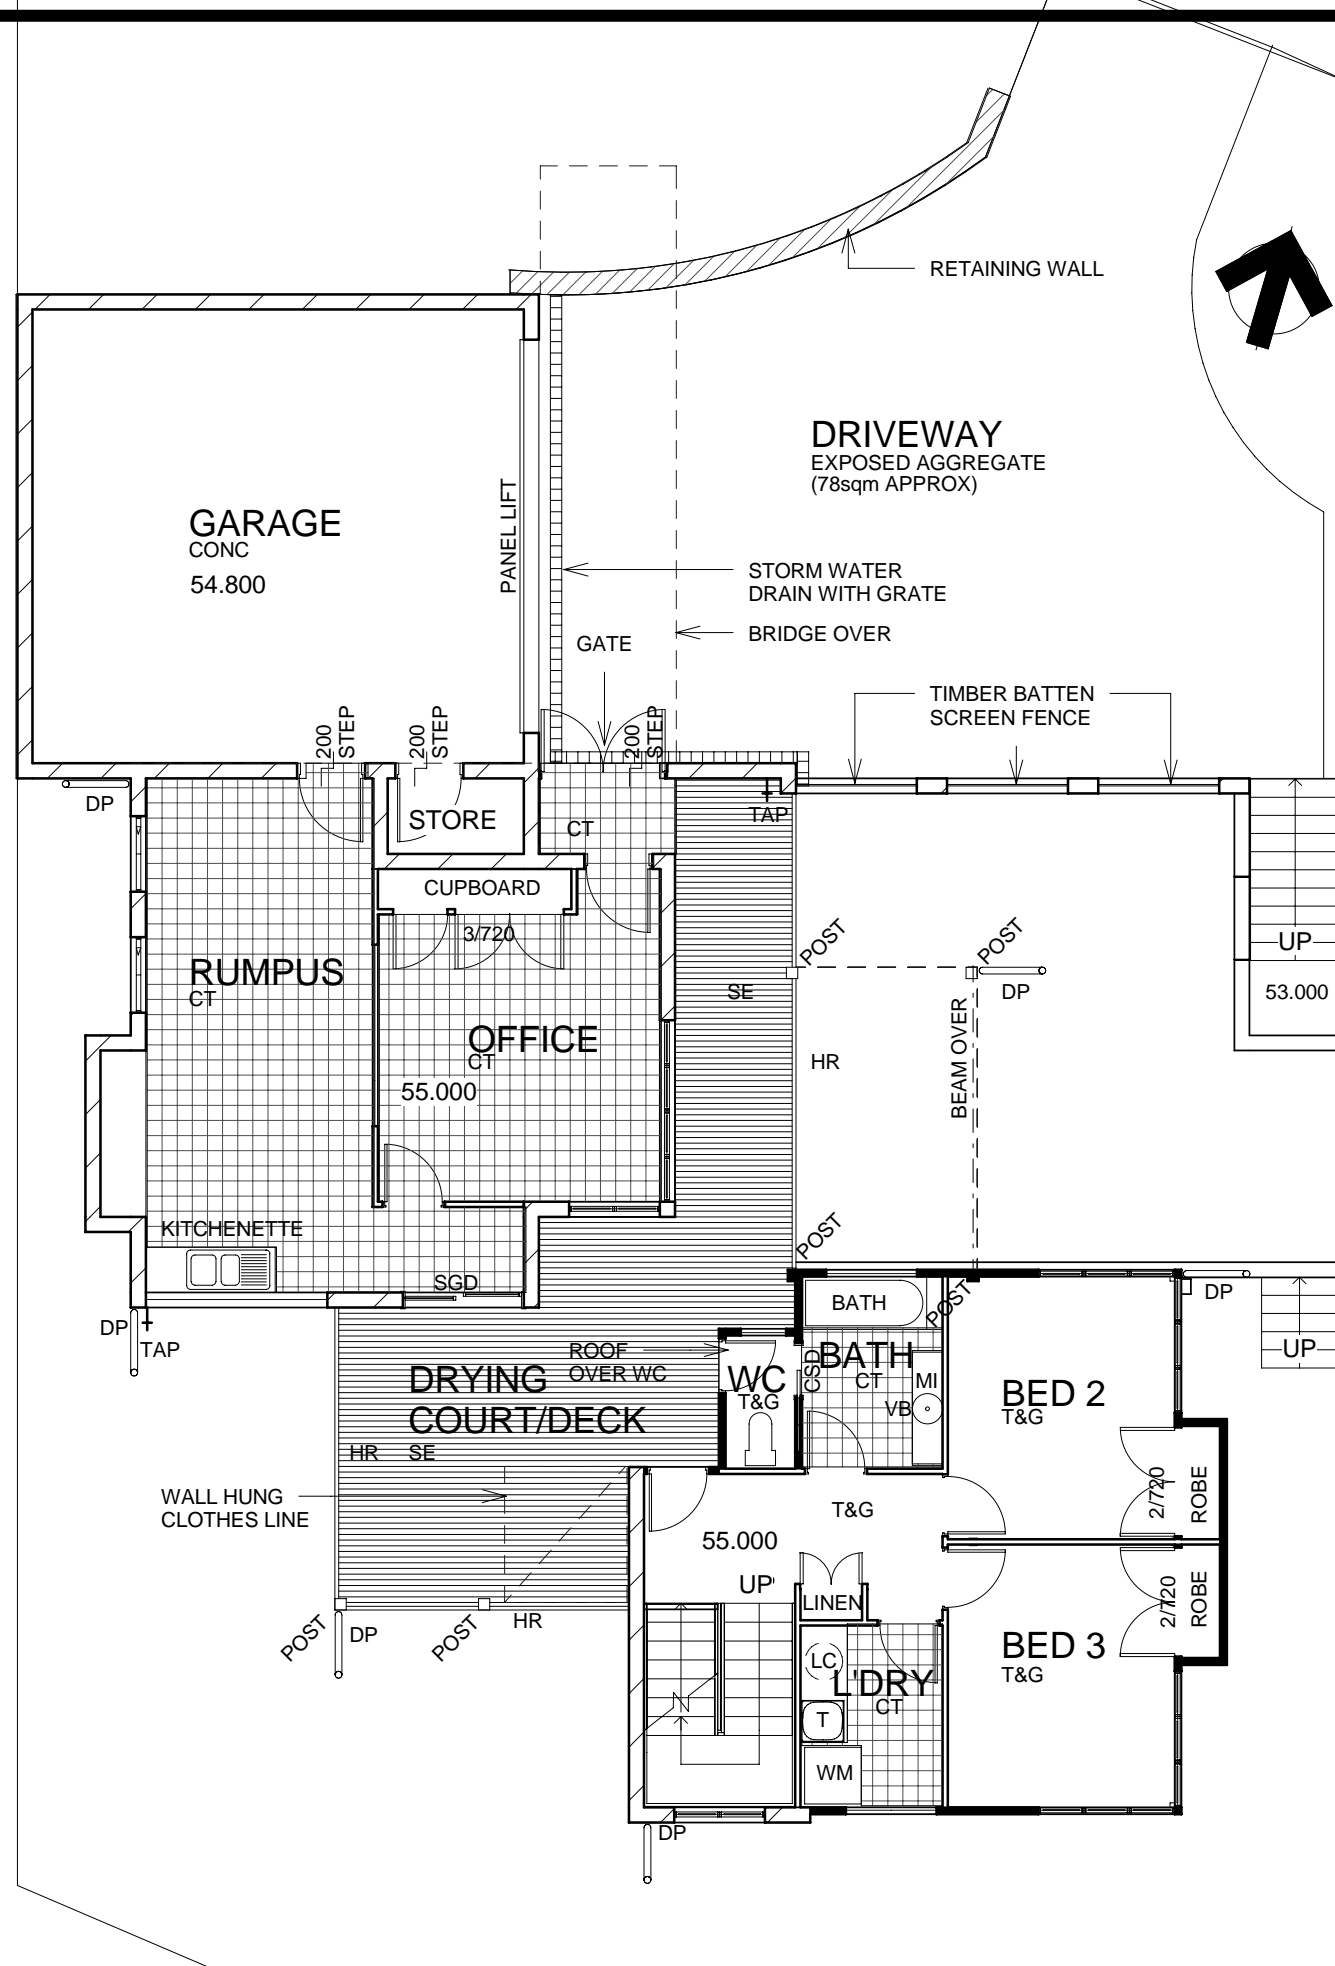 RETAINING WALL
DRIVEWAY
EXPOSED AGGREGATE
(78sqm APPROX)
GARAGE
CONC
54.800
PANEL LIFT
STORM WATER
DRAIN WITH GRATE
BRIDGE OVER
GATE
TIMBER BATTEN
SCREEN FENCE
200
STEP
200
STEP
200
STEP
DP
STORE
CT
TAP
CUPBOARD
3/720
POST
POST
UP
RUMPUS
CT
SE
DP
53.000
OFFICE
CT
55.000
HR
BEAM OVER
KITCHENETTE
POST
SGD
BATH
POST
DP
DP
TAP
UP
ROOF
OVER WC
DRYING
COURT/DECK
WC
T&G
CSD
BATH
CT
MI
VB
BED 2
T&G
HR
SE
WALL HUNG
CLOTHES LINE
T&G
2/720
ROBE
55.000
UP
LINEN
2/720
ROBE
POST
DP
POST
HR
BED 3
T&G
LC
L'DRY
CT
T
WM
DP